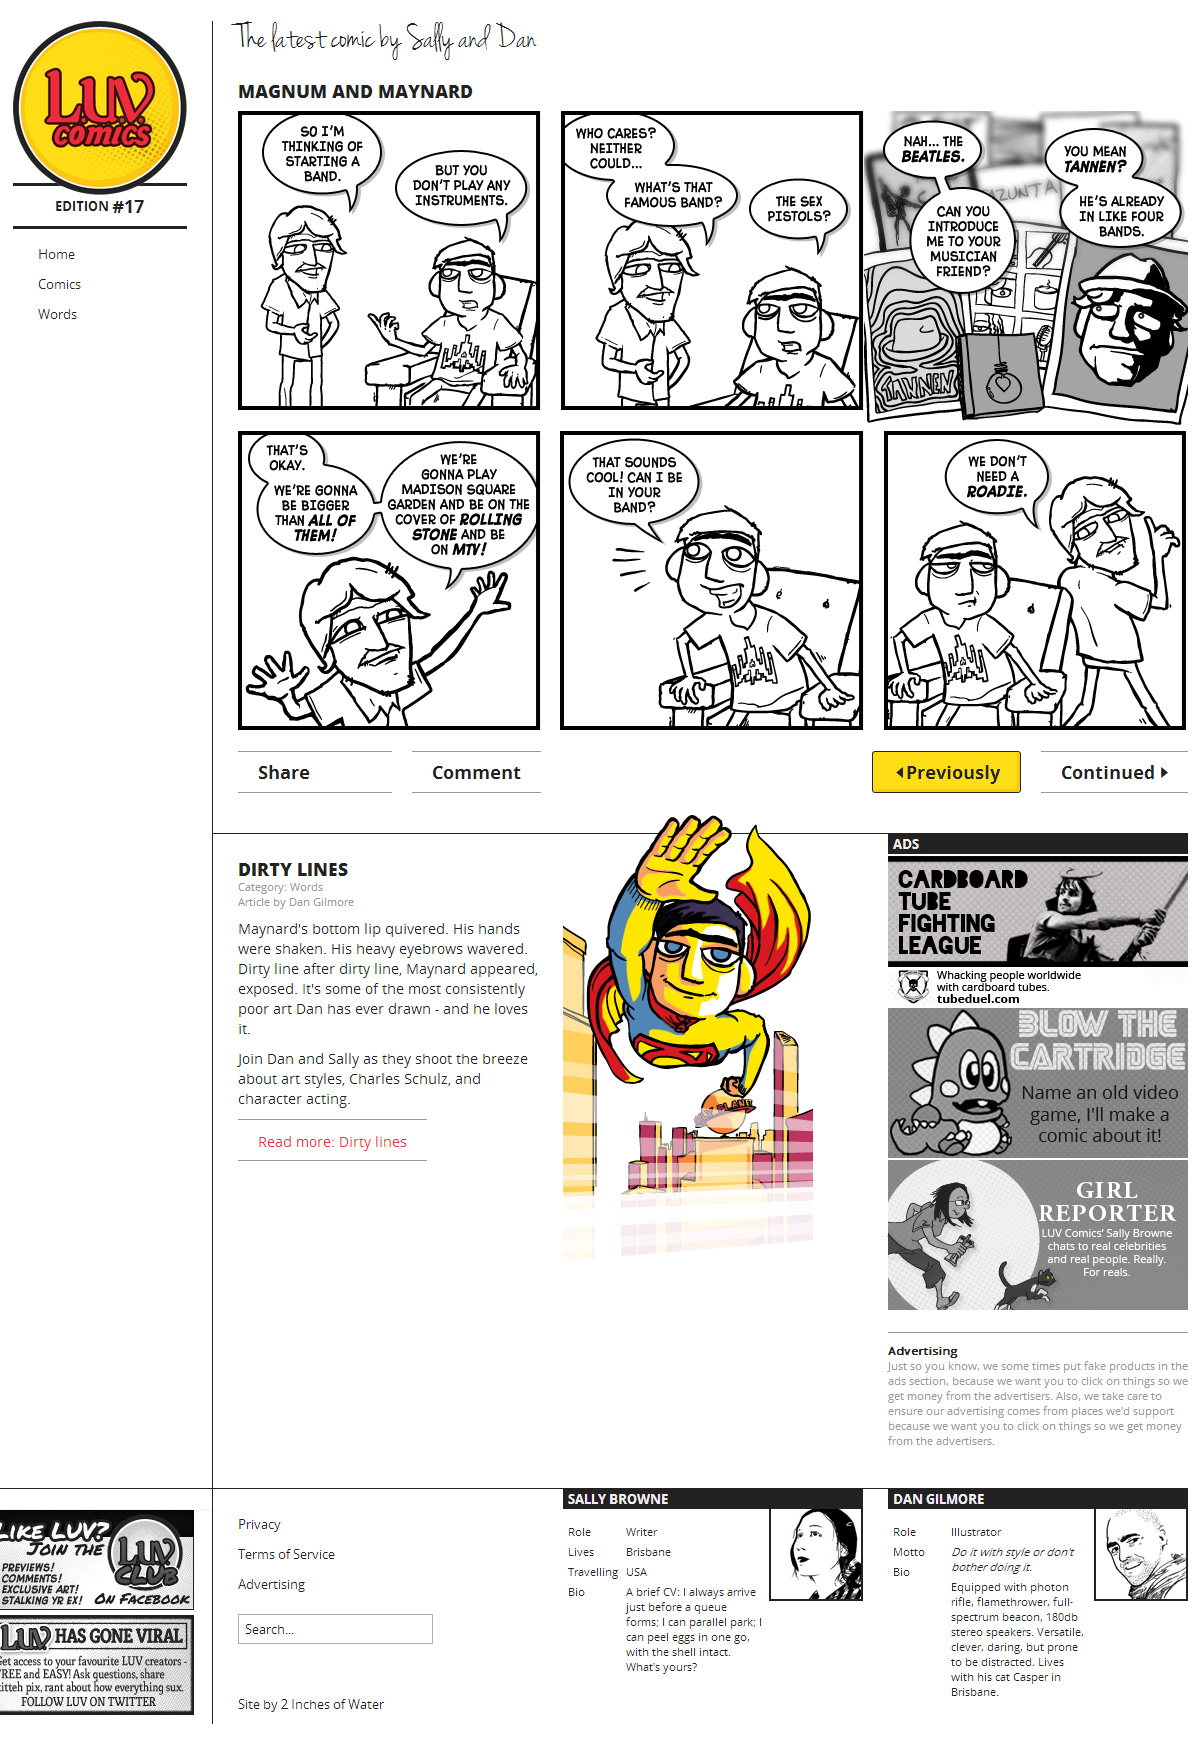 L.U.V.
comics
EDITION #17
Home
Comics
Words
The latest comic by Sally and Dan
MAGNUM AND MAYNARD
SO I'M
THINKING OF
STARTING A
BAND.
BUT YOU
DON'T PLAY ANY
INSTRUMENTS.
WHO CARES?
NEITHER
COULD...
WHAT'S THAT
FAMOUS BAND?
THE SEX
PISTOLS?
NAH... THE
BEATLES.
CAN YOU
INTRODUCE
ME TO YOUR
MUSICIAN
FRIEND?
YOU MEAN
TANNEN?
HE'S ALREADY
IN LIKE FOUR
BANDS.
TANNEN
THAT'S
OKAY.
WE'RE GONNA
BE BIGGER
THAN ALL OF
THEM!
WE'RE
GONNA PLAY
MADISON SQUARE
GARDEN AND BE ON THE
COVER OF ROLLING
STONE AND BE
ON MTV!
THAT SOUNDS
COOL! CAN I BE
IN YOUR
BAND?
WE DON'T
NEED A
ROADIE.
Share
Comment
Previously
Continued
DIRTY LINES
Category: Words
Article by Dan Gilmore
Maynard's bottom lip quivered. His hands
were shaken. His heavy eyebrows wavered.
Dirty line after dirty line, Maynard appeared,
exposed. It's some of the most consistently
poor art Dan has ever drawn - and he loves
it.
Join Dan and Sally as they shoot the breeze
about art styles, Charles Schulz, and
character acting.
Read more: Dirty lines
PLANET
ADS
CARDBOARD
TUBE
FIGHTING
LEAGUE
Whacking people worldwide
with cardboard tubes.
tubeduel.com
BLOW THE
CARTRIDGE
Name an old video
game, I'll make a
comic about it!
GIRL
REPORTER
LUV Comics' Sally Browne
chats to real celebrities
and real people. Really.
For reals.
Advertising
Just so you know, we some times put fake products in the
ads section, because we want you to click on things so we
get money from the advertisers. Also, we take care to
ensure our advertising comes from places we'd support
because we want you to click on things so we get money
from the advertisers.
LIKE LUV?
JOIN THE
L.U.V.
CLUB
PREVIEWS!
COMMENTS!
EXCLUSIVE ART!
STALKING YR EX!
ON FACEBOOK
L.U.V. HAS GONE VIRAL
Get access to your favourite LUV creators -
FREE and EASY! Ask questions, share
kitteh pix, rant about how everything sux.
FOLLOW LUV ON TWITTER
Privacy
Terms of Service
Advertising
Search...
Site by 2 Inches of Water
SALLY BROWNE
Role Writer
Lives Brisbane
Travelling USA
Bio A brief CV: I always arrive
just before a queue
forms; I can parallel park; I
can peel eggs in one go,
with the shell intact.
What's yours?
DAN GILMORE
Role Illustrator
Motto Do it with style or don't
bother doing it.
Bio
Equipped with photon
rifle, flamethrower, full-
spectrum beacon, 180db
stereo speakers. Versatile,
clever, daring, but prone
to be distracted. Lives
with his cat Casper in
Brisbane.